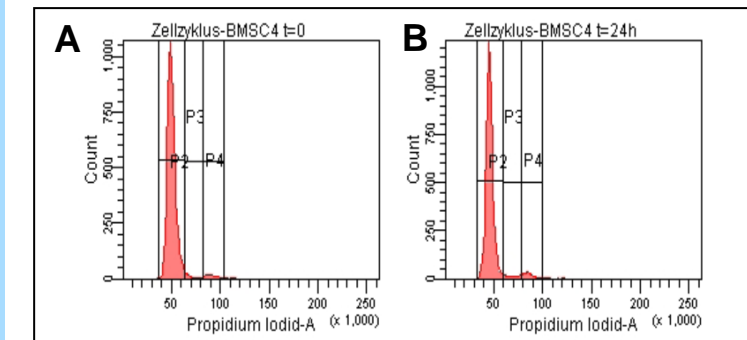 A
Zellzyklus-BMSC4 t=0
Count
1,000
750
500
250
0
P2
P3
P4
50 100 150 200 250
Propidium Iodid-A (x 1,000)
B
Zellzyklus-BMSC4 t=24h
Count
1,000
750
500
250
0
P2
P3
P4
50 100 150 200 250
Propidium Iodid-A (x 1,000)